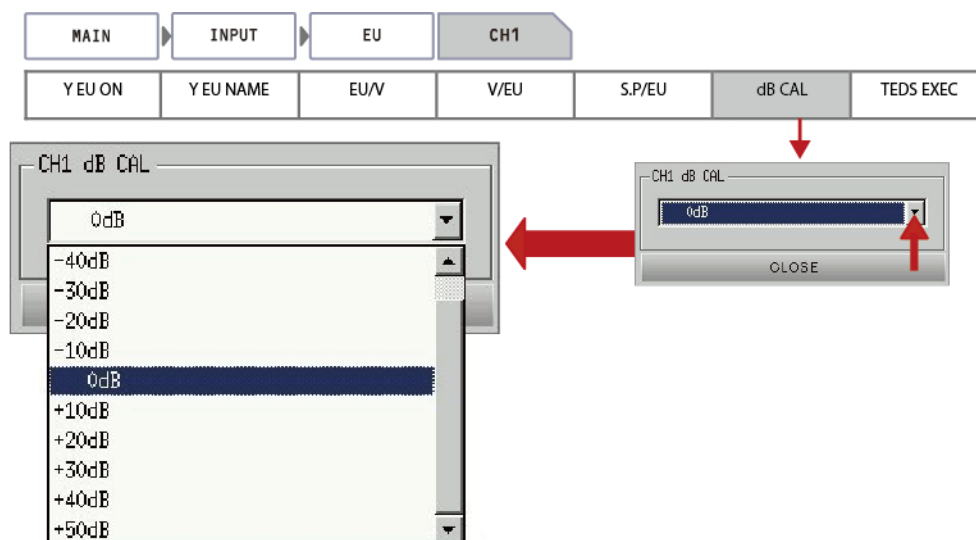 MAIN INPUT EU CH1
Y EU ON Y EU NAME EU/V V/EU S.P/EU dB CAL TEDS EXEC
CH1 dB CAL
0dB
-40dB
-30dB
-20dB
-10dB
0dB
+10dB
+20dB
+30dB
+40dB
+50dB
CH1 dB CAL
0dB
CLOSE